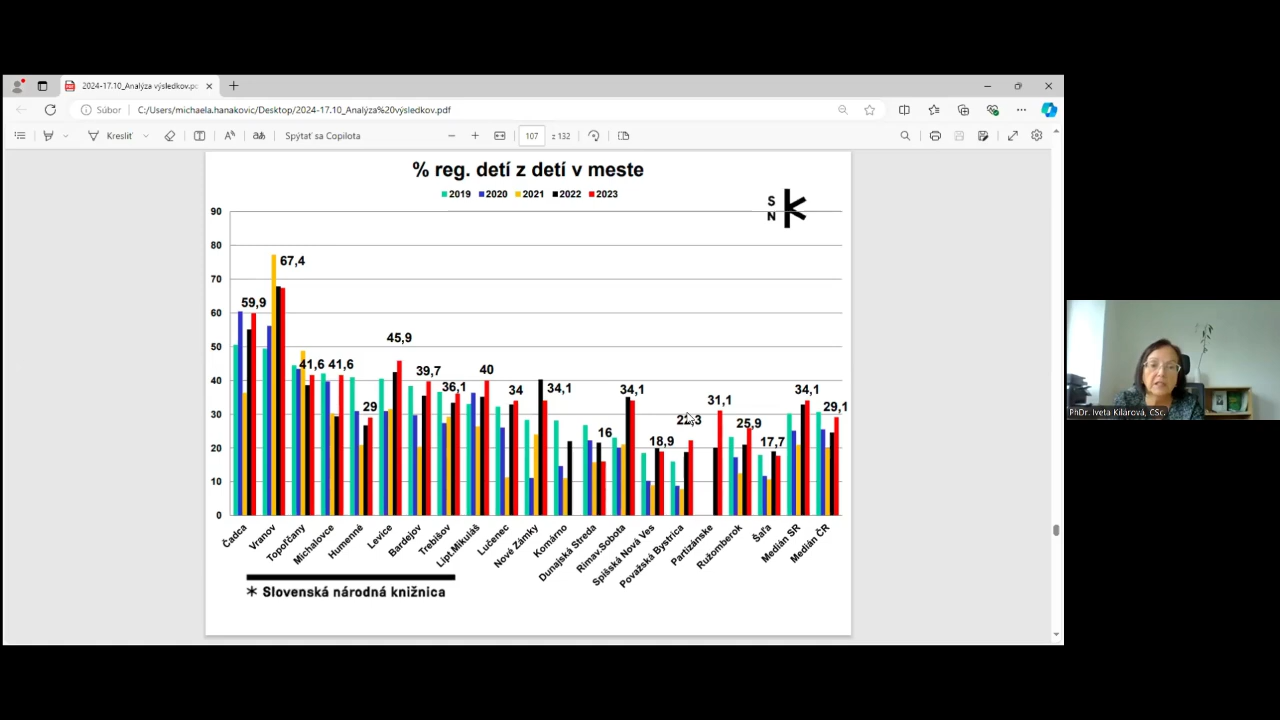 2024-17.10_Analýza výsledkov.pc
Súbor
C:/Users/michaela.hanakovic/Desktop/2024-17.10_Analýza%20výsledkov.pdf
Kresliť
Spýtať sa Copilota
107 z 132
% reg. detí z detí v meste
2019 2020 2021 2022 2023
S
N
90
80
70
60
50
40
30
20
10
0
59,9
67,4
41,6
41,6
29
45,9
39,7
36,1
40
34
34,1
16
34,1
18,9
31,1
25,9
17,7
34,1
29,1
Čadca
Vranov
Topoľčany
Michalovce
Humenné
Levice
Bardejov
Trebišov
Lipt.Mikuláš
Lučenec
Nové Zámky
Komárno
Dunajská Streda
Rimav.Sobota
Spišská Nová Ves
Považská Bystrica
Partizánske
Ružomberok
Šaľa
Medián SR
Medián ČR
Slovenská národná knižnica
PhDr. Iveta Kilárová, CSc.